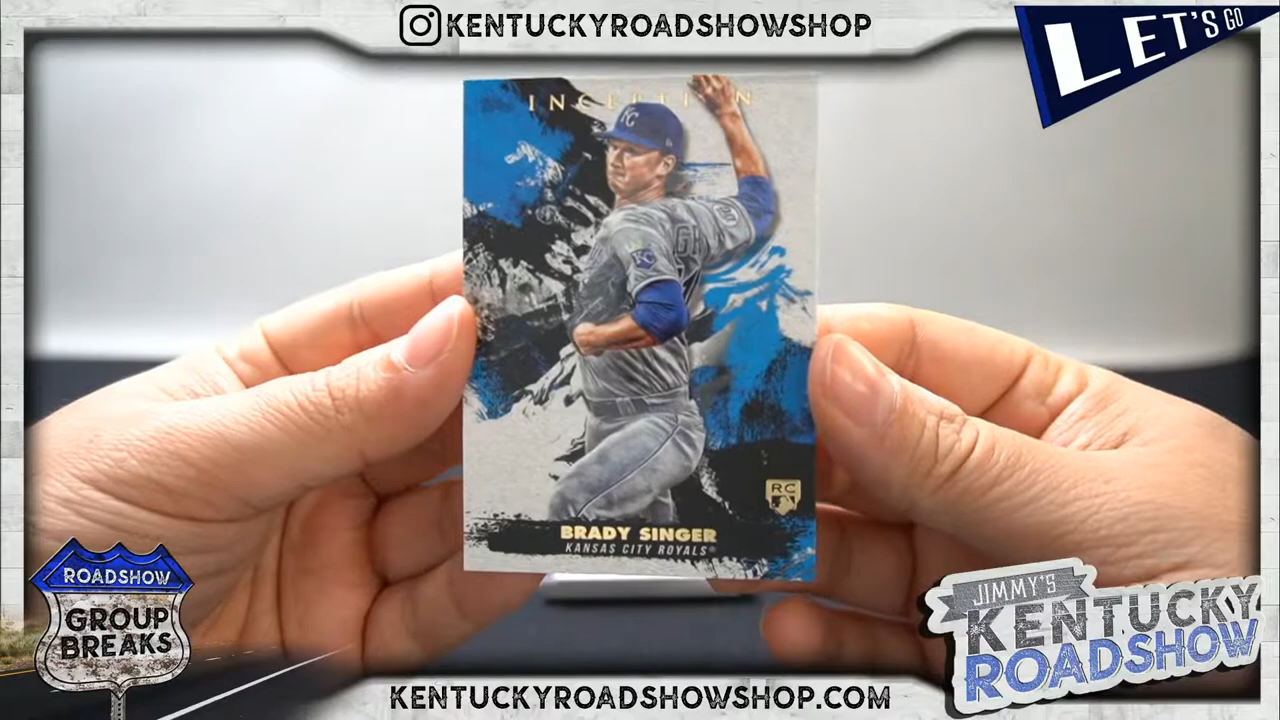 KENTUCKYROADSHOWSHOP
LET'S GO
INCEPTION
KC
KC
RC
BRADY SINGER
KANSAS CITY ROYALS®
ROADSHOW
GROUP
BREAKS
JIMMY'S
KENTUCKY
ROADSHOW
KENTUCKYROADSHOWSHOP.COM